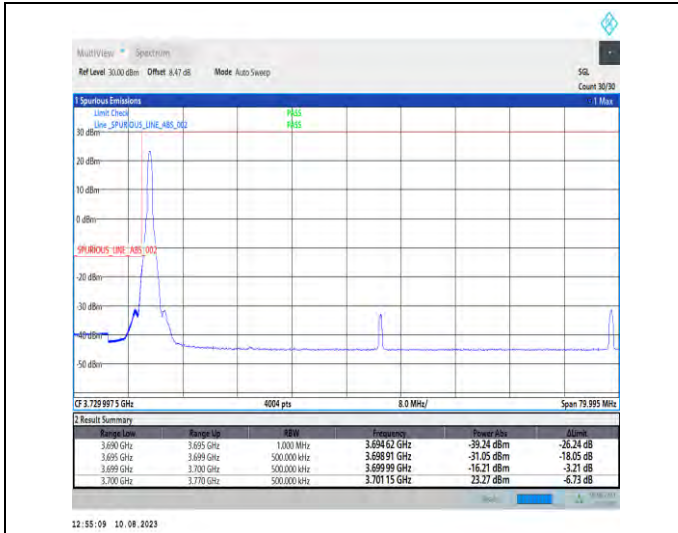 MultiView Spectrum
Ref Level 30.00 dBm Offset 8.47 dB Mode Auto Sweep SGL
Count 30/30
1 Spurious Emissions 1 Max
Limit Check PASS
Line _SPURIOUS_LINE_ABS_002 PASS
30 dBm
20 dBm
10 dBm
0 dBm
SPURIOUS_LINE_ABS_002
-20 dBm
-30 dBm
-40 dBm
-50 dBm
CF 3.729 997 5 GHz 4004 pts 8.0 MHz/ Span 79.995 MHz
2 Result Summary
Range Low Range Up RBW Frequency Power Abs ΔLimit
3.690 GHz 3.695 GHz 1.000 MHz 3.694 62 GHz -39.24 dBm -26.24 dB
3.695 GHz 3.699 GHz 500.000 kHz 3.698 91 GHz -31.05 dBm -18.05 dB
3.699 GHz 3.700 GHz 500.000 kHz 3.699 99 GHz -16.21 dBm -3.21 dB
3.700 GHz 3.770 GHz 500.000 kHz 3.701 15 GHz 23.27 dBm -6.73 dB
12:55:09 10.08.2023